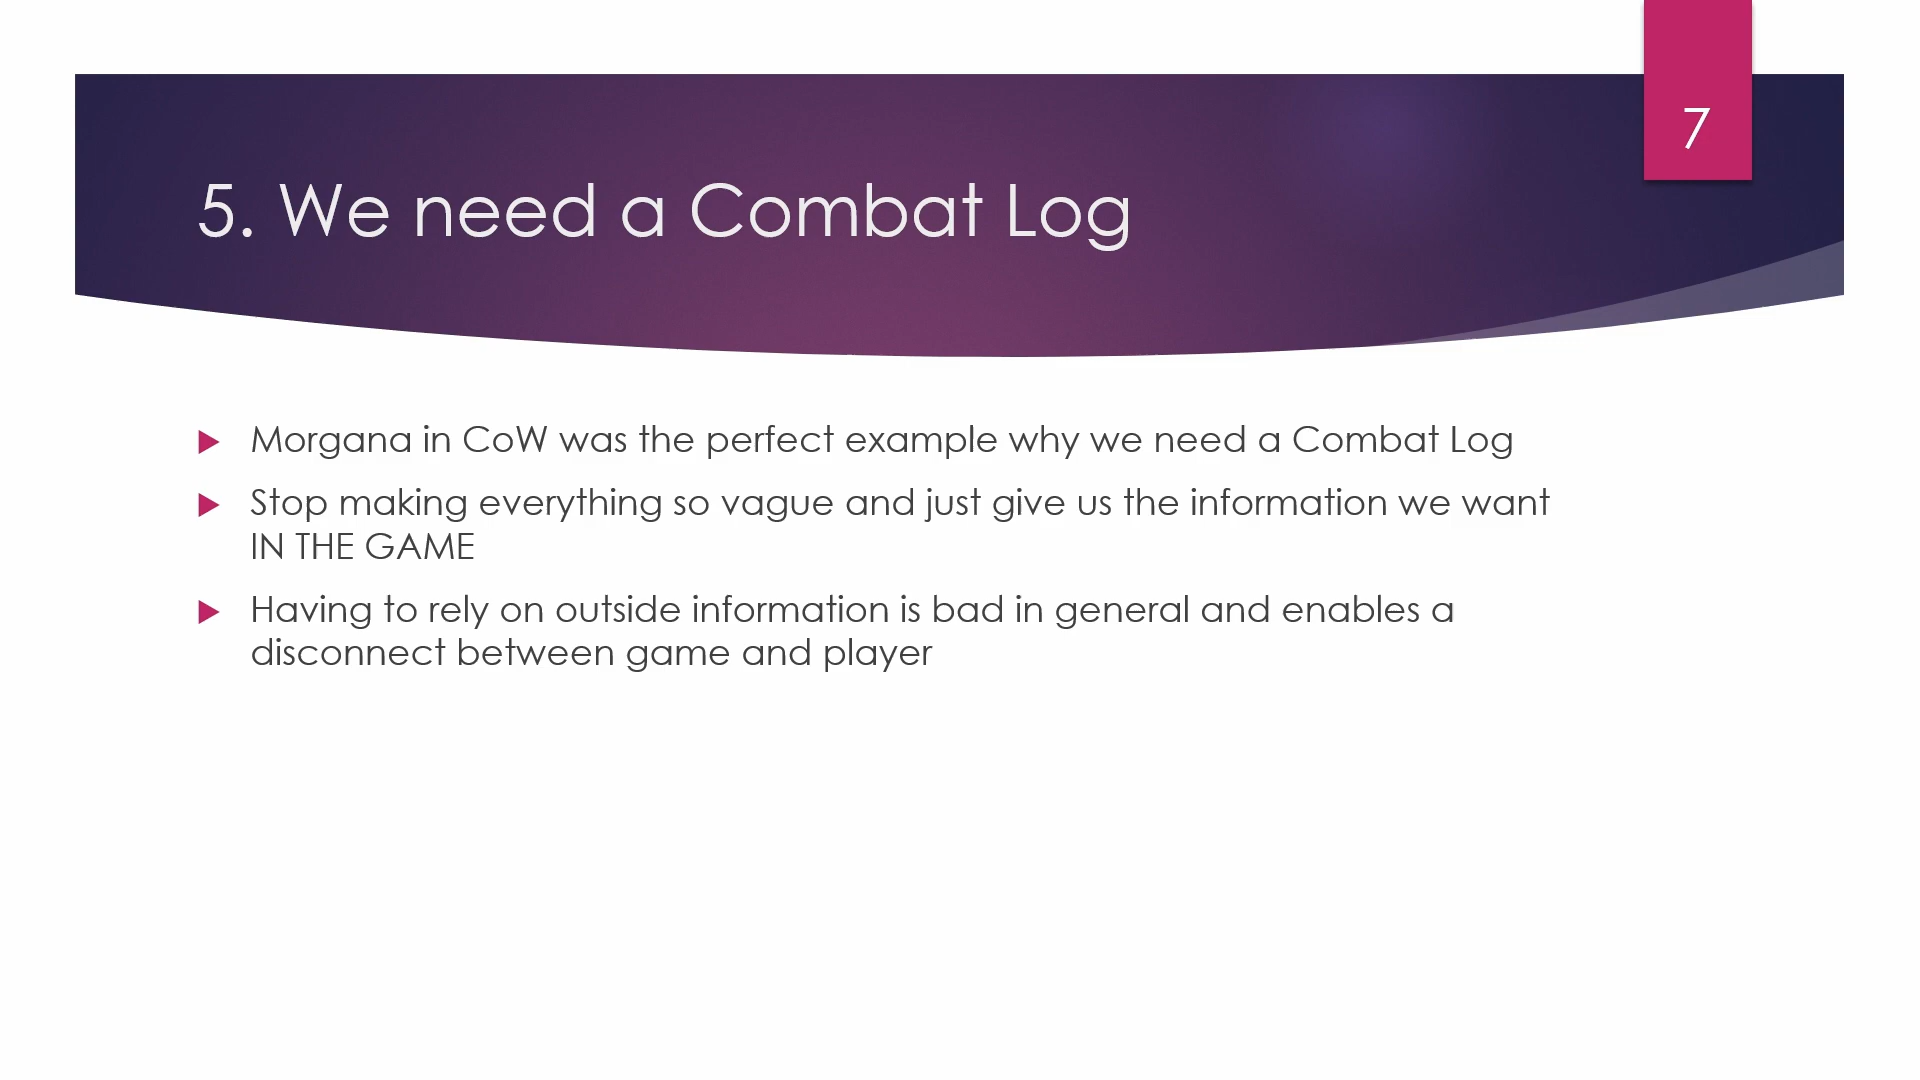 7
5. We need a Combat Log
Morgana in CoW was the perfect example why we need a Combat Log
Stop making everything so vague and just give us the information we want
IN THE GAME
Having to rely on outside information is bad in general and enables a
disconnect between game and player